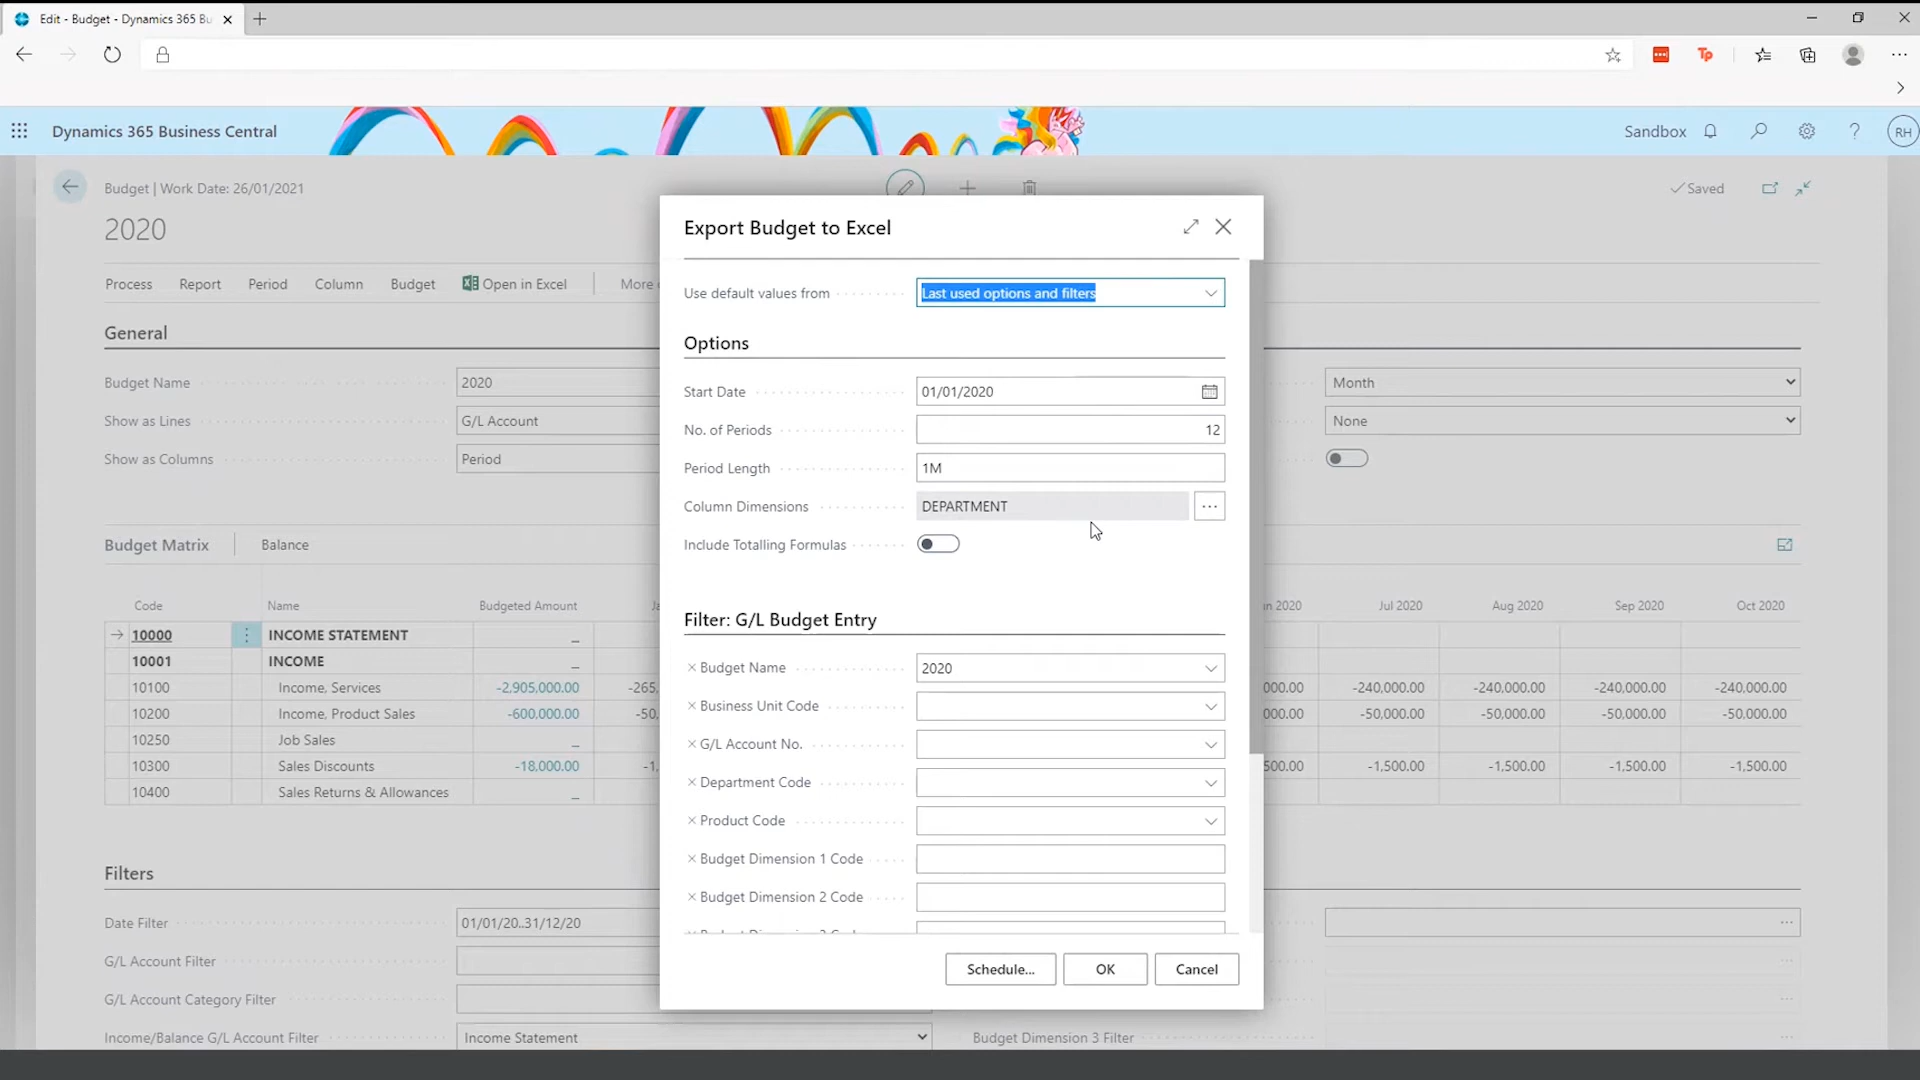 Edit - Budget - Dynamics 365 Bu
Dynamics 365 Business Central
Sandbox
RH
Budget | Work Date: 26/01/2021
Saved
2020
Process Report Period Column Budget Open in Excel More
General
Budget Name 2020 Month
Show as Lines G/L Account None
Show as Columns Period
Budget Matrix Balance
Code Name Budgeted Amount 2020 Jul 2020 Aug 2020 Sep 2020 Oct 2020
10000 INCOME STATEMENT _
10001 INCOME _
10100 Income, Services -2,905,000.00 -265, 000.00 -240,000.00 -240,000.00 -240,000.00 -240,000.00
10200 Income, Product Sales -600,000.00 -50, 000.00 -50,000.00 -50,000.00 -50,000.00 -50,000.00
10250 Job Sales _
10300 Sales Discounts -18,000.00 -1, 500.00 -1,500.00 -1,500.00 -1,500.00 -1,500.00
10400 Sales Returns & Allowances _
Filters
Date Filter 01/01/20..31/12/20
G/L Account Filter
G/L Account Category Filter
Income/Balance G/L Account Filter Income Statement Budget Dimension 3 Filter
Export Budget to Excel
Use default values from Last used options and filters
Options
Start Date 01/01/2020
No. of Periods 12
Period Length 1M
Column Dimensions DEPARTMENT
Include Totalling Formulas
Filter: G/L Budget Entry
Budget Name 2020
Business Unit Code
G/L Account No.
Department Code
Product Code
Budget Dimension 1 Code
Budget Dimension 2 Code
Schedule... OK Cancel